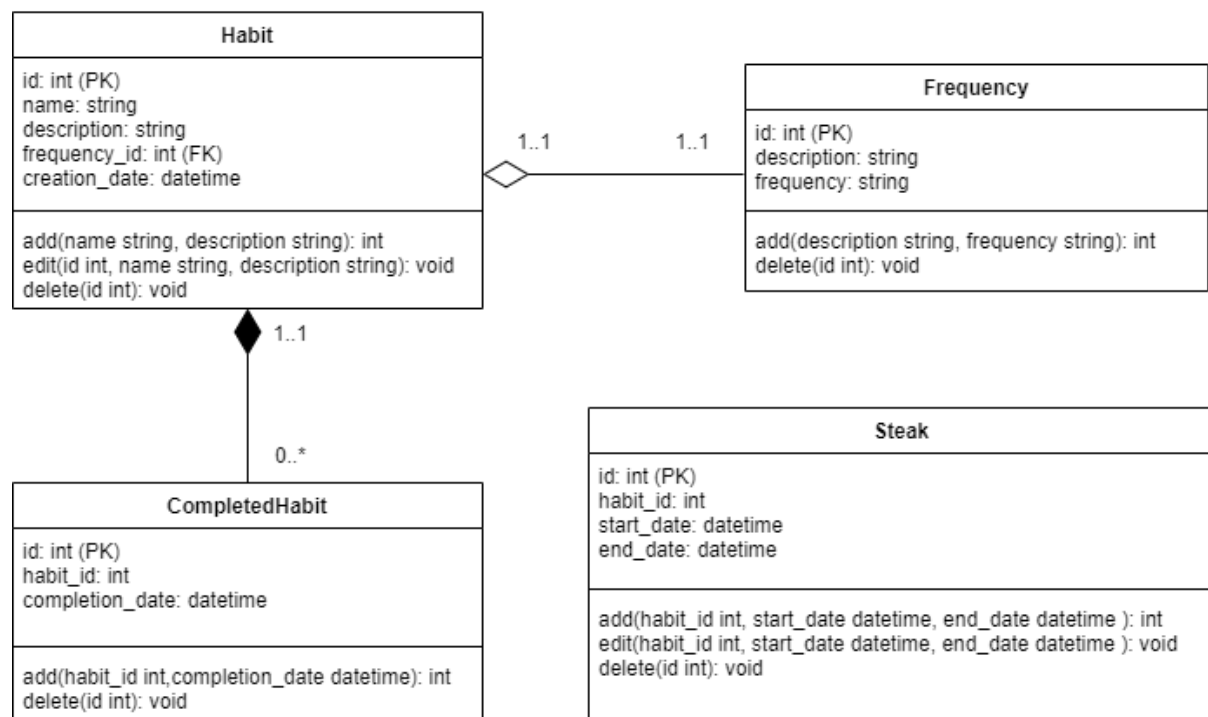 Habit
id: int (PK)
name: string
description: string
frequency_id: int (FK)
creation_date: datetime
add(name string, description string): int
edit(id int, name string, description string): void
delete(id int): void
1..1
1..1
Frequency
id: int (PK)
description: string
frequency: string
add(description string, frequency string): int
delete(id int): void
1..1
0..*
CompletedHabit
id: int (PK)
habit_id: int
completion_date: datetime
add(habit_id int,completion_date datetime): int
delete(id int): void
Steak
id: int (PK)
habit_id: int
start_date: datetime
end_date: datetime
add(habit_id int, start_date datetime, end_date datetime ): int
edit(habit_id int, start_date datetime, end_date datetime ): void
delete(id int): void